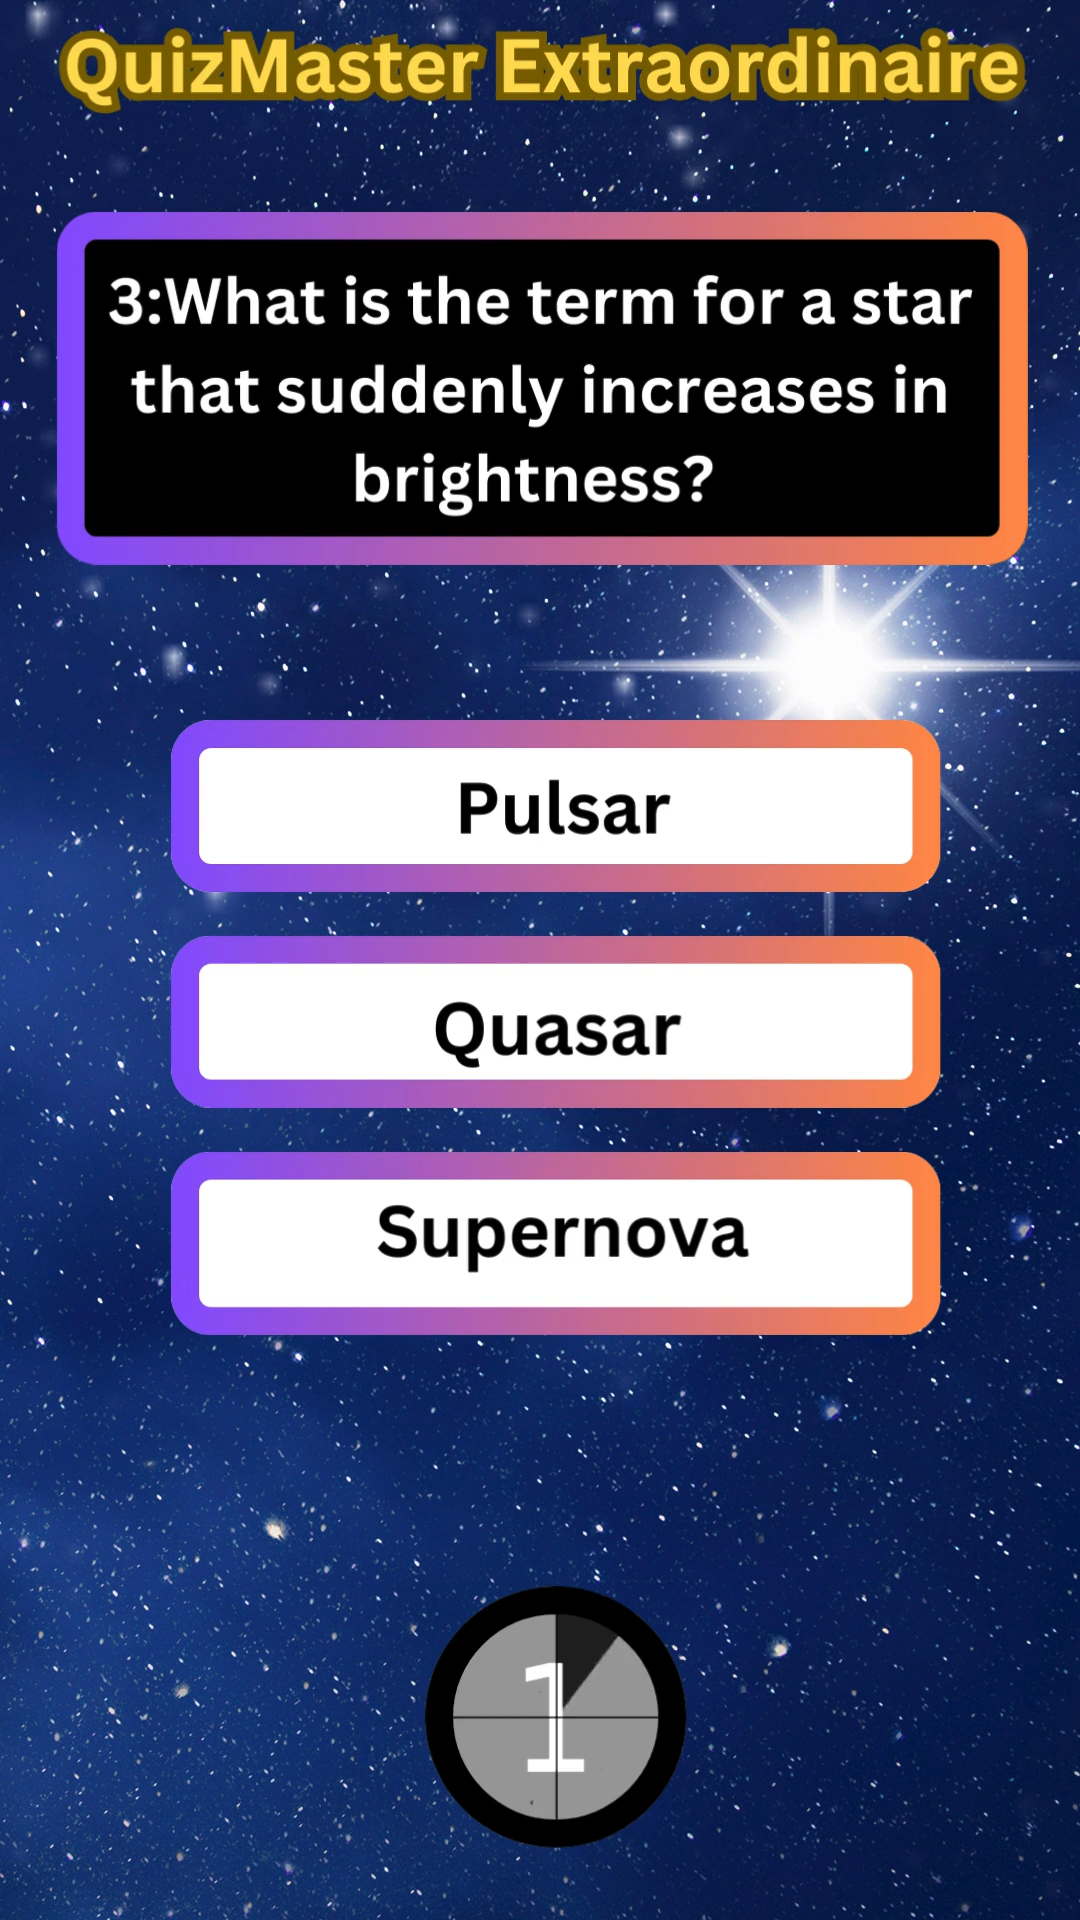 QuizMaster Extraordinaire
3:What is the term for a star
that suddenly increases in
brightness?
Pulsar
Quasar
Supernova
1